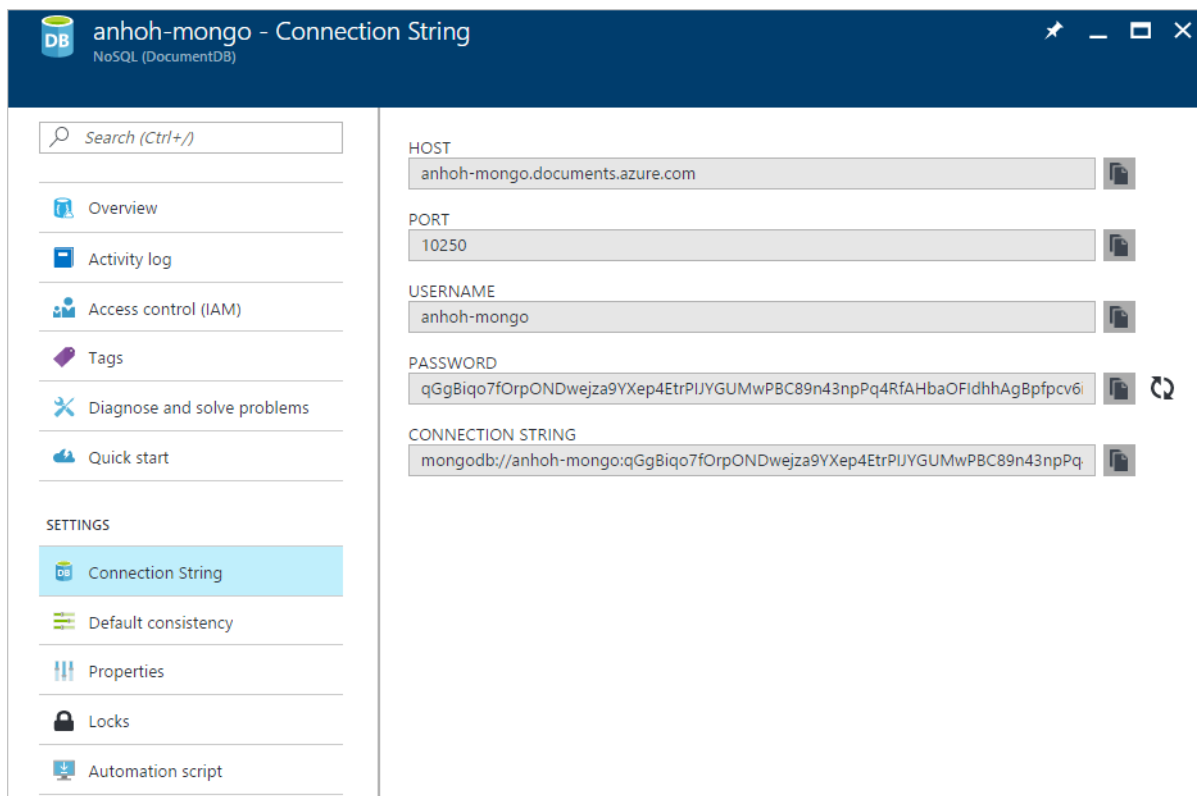 anhoh-mongo - Connection String
NoSQL (DocumentDB)
Search (Ctrl+/)
Overview
Activity log
Access control (IAM)
Tags
Diagnose and solve problems
Quick start
SETTINGS
Connection String
Default consistency
Properties
Locks
Automation script
HOST
anhoh-mongo.documents.azure.com
PORT
10250
USERNAME
anhoh-mongo
PASSWORD
qGgBiqo7fOrpONDwejza9YXep4EtrPIJYGUMwPBC89n43npPq4RfAHbaOFIdhhAgBpfpcv6i
CONNECTION STRING
mongodb://anhoh-mongo:qGgBiqo7fOrpONDwejza9YXep4EtrPIJYGUMwPBC89n43npPq